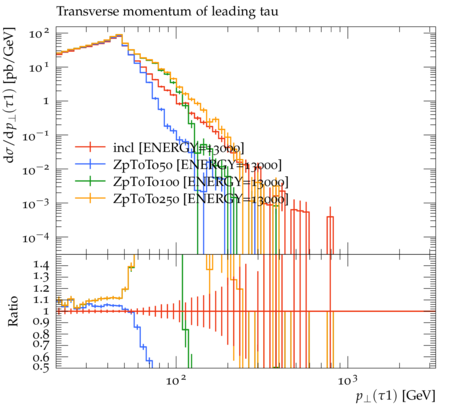 Transverse momentum of leading tau
dσ/dp⊥(τ1) [pb/GeV]
10²
10¹
1
10⁻¹
10⁻²
10⁻³
10⁻⁴
incl [ENERGY=13000]
ZpToTo50 [ENERGY=13000]
ZpToTo100 [ENERGY=13000]
ZpToTo250 [ENERGY=13000]
Ratio
1.4
1.3
1.2
1.1
1
0.9
0.8
0.7
0.6
0.5
10² 10³
p⊥(τ1) [GeV]